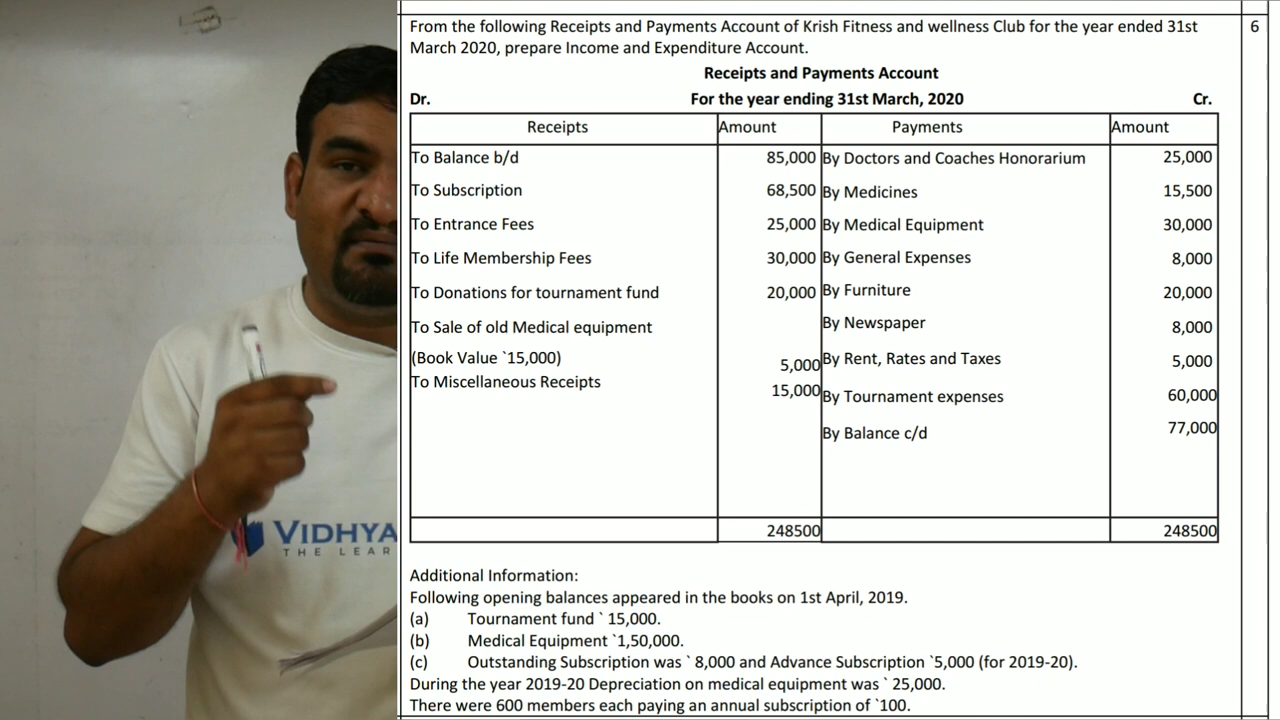 From the following Receipts and Payments Account of Krish Fitness and wellness Club for the year ended 31st
March 2020, prepare Income and Expenditure Account.
6
Receipts and Payments Account
Dr. For the year ending 31st March, 2020 Cr.
Receipts Amount Payments Amount
To Balance b/d 85,000 By Doctors and Coaches Honorarium 25,000
To Subscription 68,500 By Medicines 15,500
To Entrance Fees 25,000 By Medical Equipment 30,000
To Life Membership Fees 30,000 By General Expenses 8,000
To Donations for tournament fund 20,000 By Furniture 20,000
To Sale of old Medical equipment By Newspaper 8,000
(Book Value `15,000) 5,000 By Rent, Rates and Taxes 5,000
To Miscellaneous Receipts 15,000 By Tournament expenses 60,000
By Balance c/d 77,000
248500 248500
VIDHYA
THE LEAR
Additional Information:
Following opening balances appeared in the books on 1st April, 2019.
(a) Tournament fund ` 15,000.
(b) Medical Equipment `1,50,000.
(c) Outstanding Subscription was ` 8,000 and Advance Subscription `5,000 (for 2019-20).
During the year 2019-20 Depreciation on medical equipment was ` 25,000.
There were 600 members each paying an annual subscription of `100.